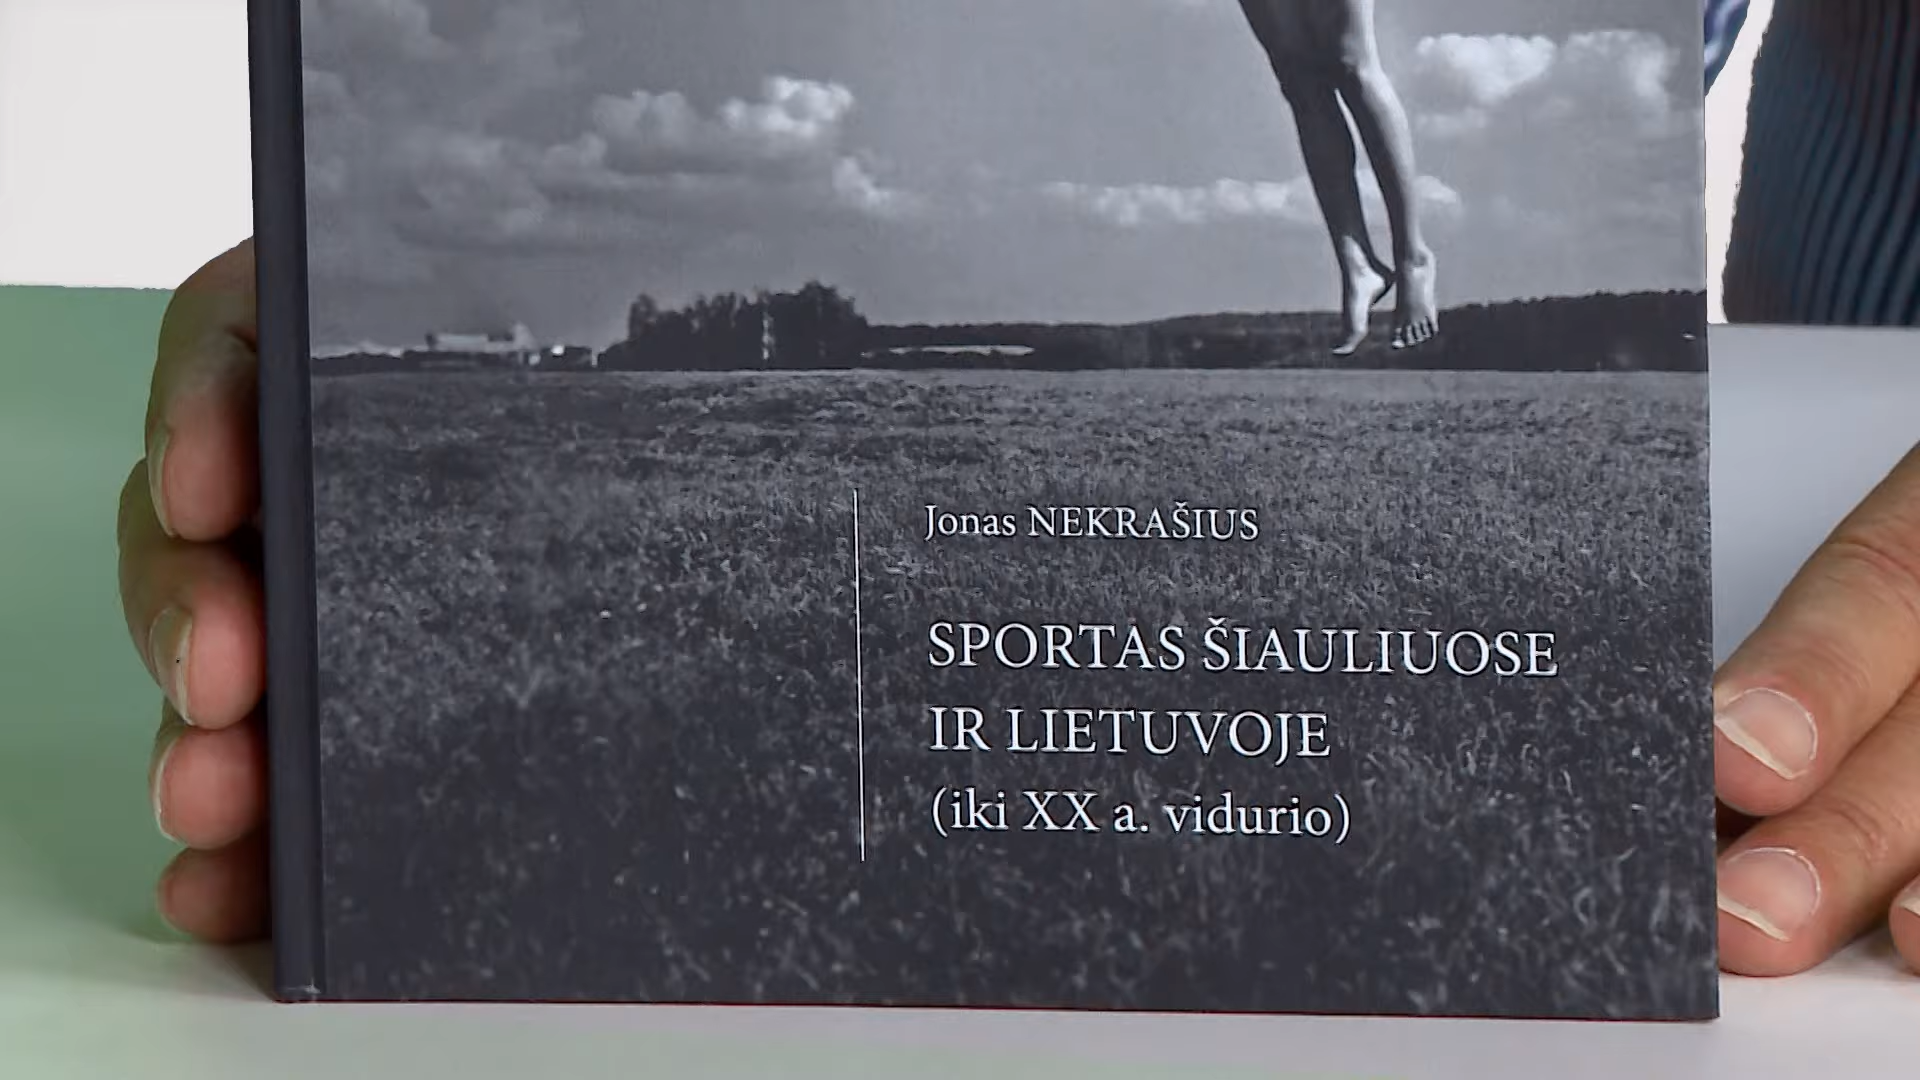 Jonas NEKRAŠIUS
SPORTAS ŠIAULIUOSE
IR LIETUVOJE
(iki XX a. vidurio)